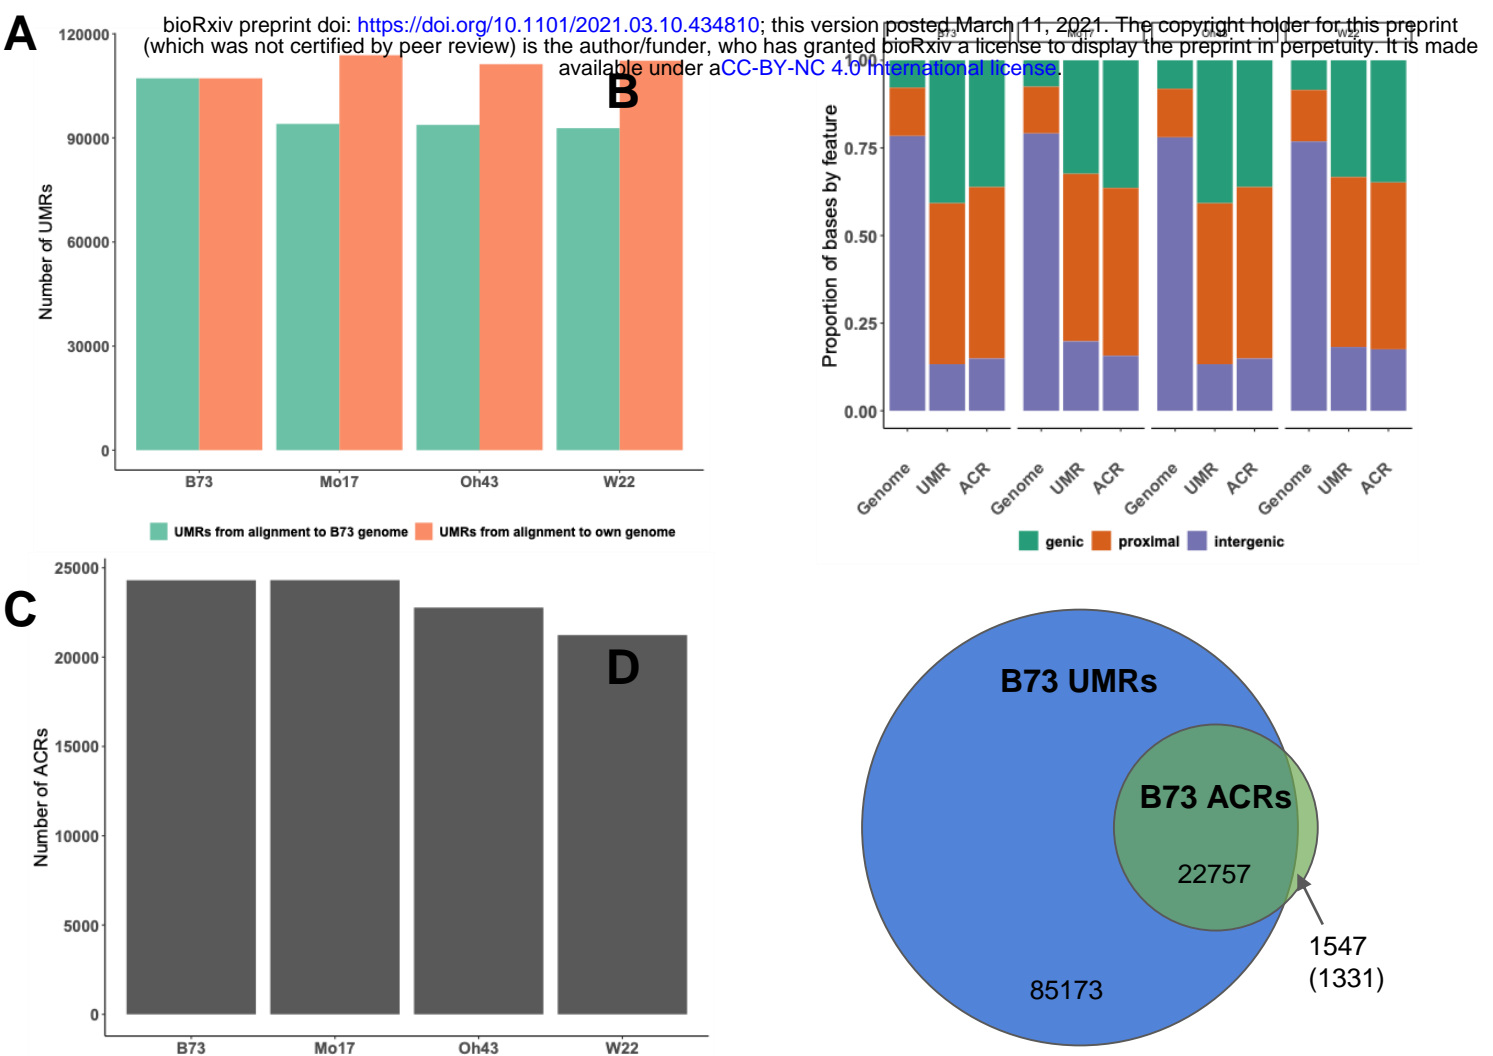 bioRxiv preprint doi: https://doi.org/10.1101/2021.03.10.434810; this version posted March 11, 2021. The copyright holder for this preprint
(which was not certified by peer review) is the author/funder, who has granted bioRxiv a license to display the preprint in perpetuity. It is made
available under aCC-BY-NC 4.0 International license.
A
120000
90000
60000
30000
0
Number of UMRs
B73
Mo17
Oh43
W22
UMRs from alignment to B73 genome
UMRs from alignment to own genome
B
B73
Mo17
Oh43
W22
1.00
0.75
0.50
0.25
0.00
Proportion of bases by feature
Genome
UMR
ACR
Genome
UMR
ACR
Genome
UMR
ACR
Genome
UMR
ACR
genic
proximal
intergenic
C
25000
20000
15000
10000
5000
0
Number of ACRs
B73
Mo17
Oh43
W22
D
B73 UMRs
B73 ACRs
22757
85173
1547
(1331)